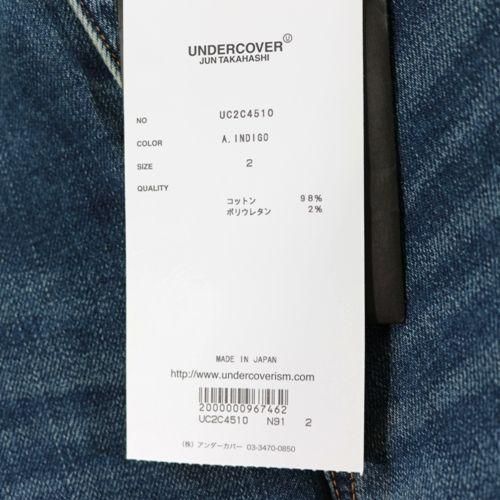 UNDERCOVER
JUN TAKAHASHI
NO UC2C4510
COLOR A.INDIGO
SIZE 2
QUALITY
コットン 98%
ポリウレタン 2%
MADE IN JAPAN
http://www.undercoverism.com/
2000000967462
UC2C4510 N91 2
(株) アンダーカバー 03-3470-0850